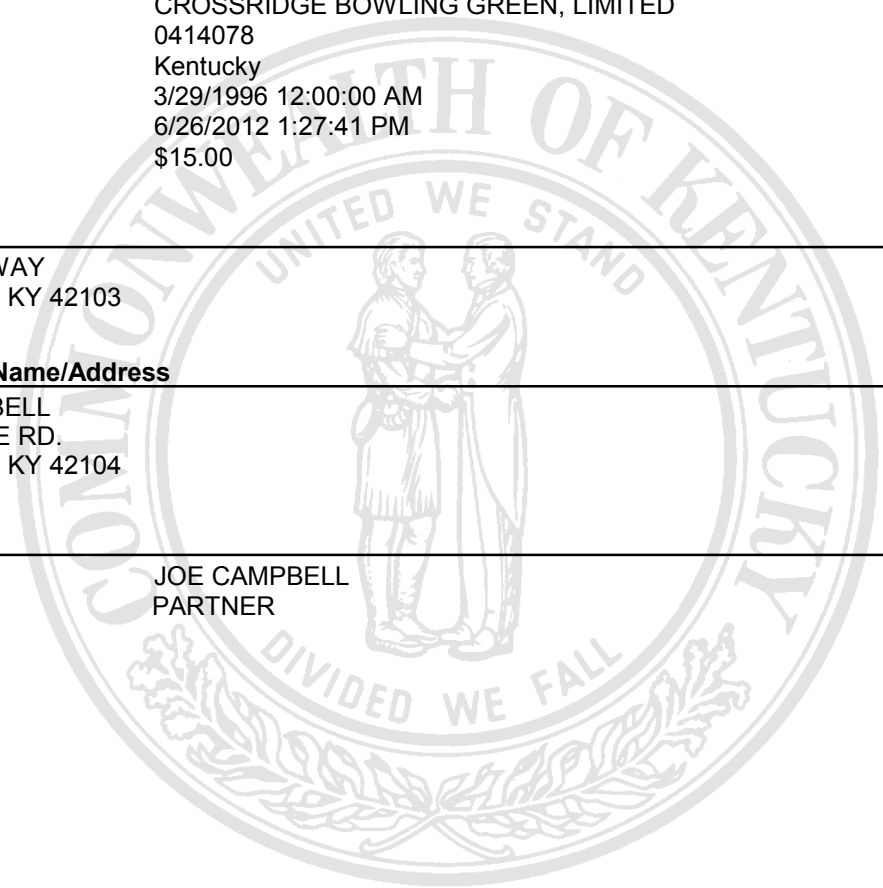 CROSSRIDGE BOWLING GREEN, LIMITED
0414078
Kentucky
3/29/1996 12:00:00 AM
6/26/2012 1:27:41 PM
$15.00
COMMONWEALTH OF KENTUCKY
UNITED WE STAND
WAY
KY 42103
Name/Address
BELL
E RD.
KY 42104
JOE CAMPBELL
PARTNER
DIVIDED WE FALL